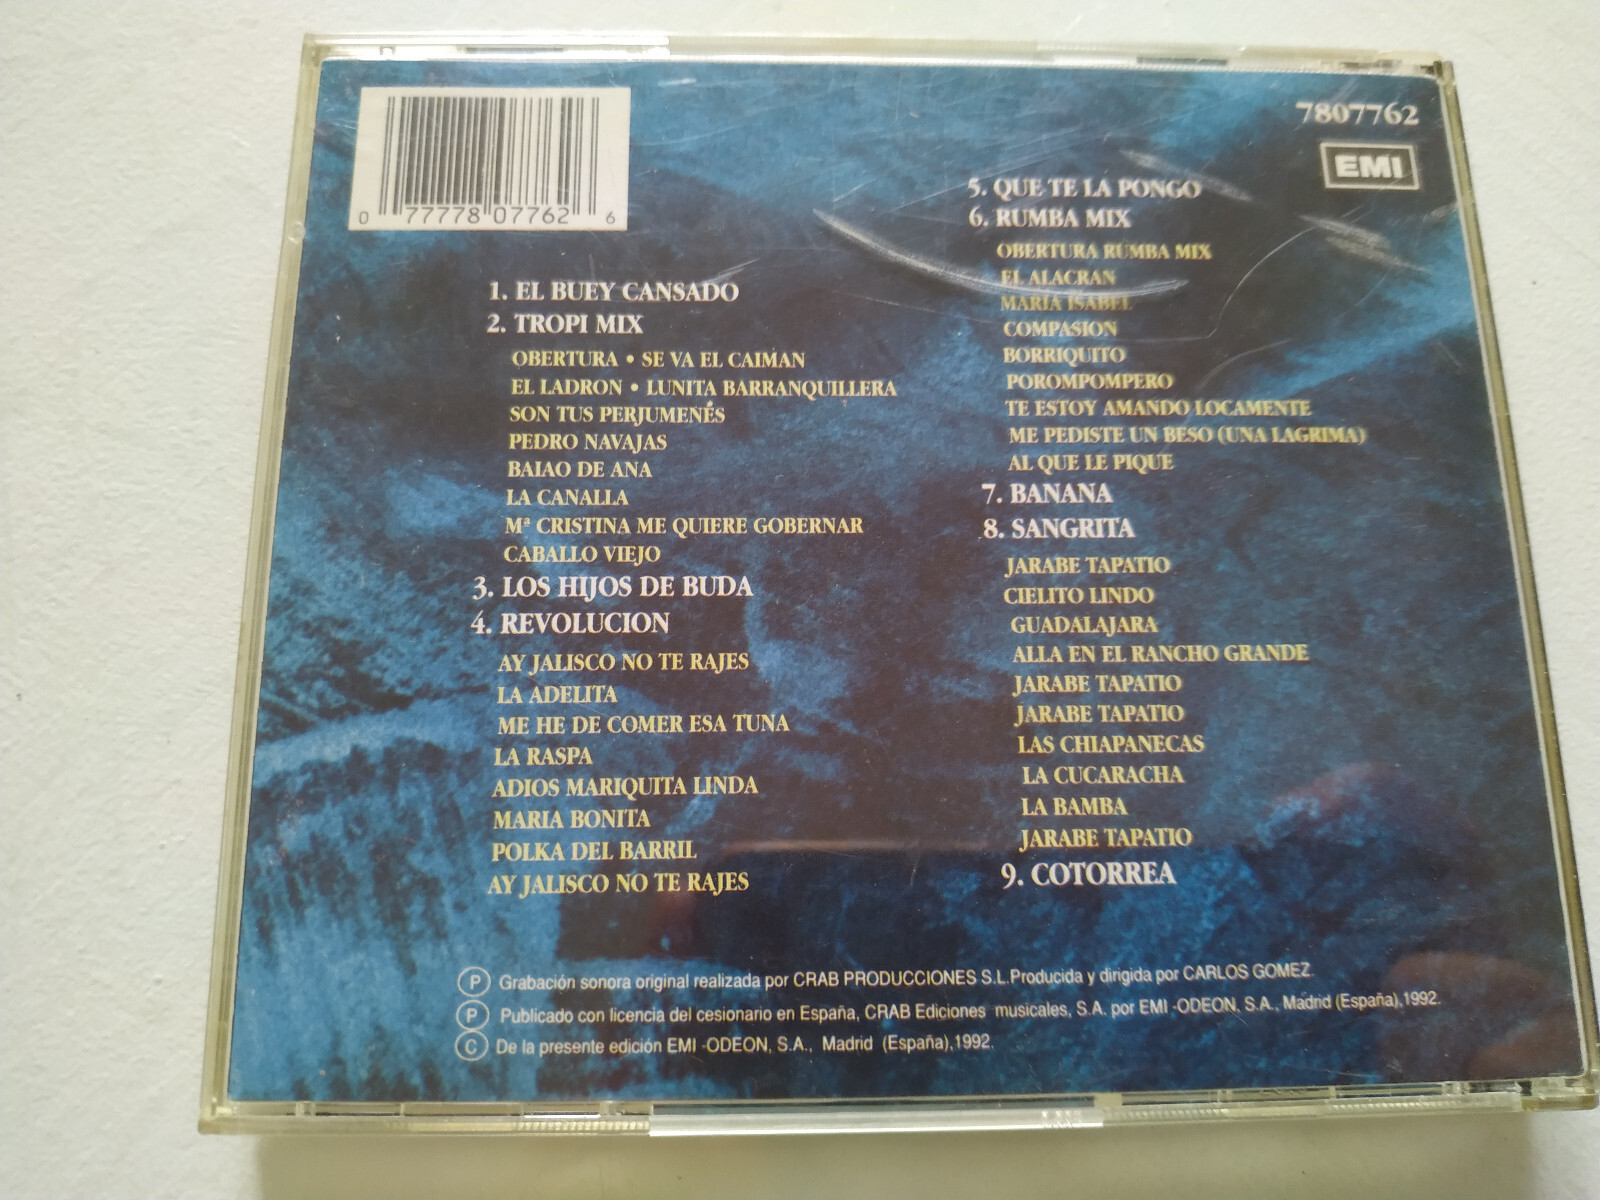 0 77778 07762 6
1. EL BUEY CANSADO
2. TROPI MIX
OBERTURA • SE VA EL CAIMAN
EL LADRON • LUNITA BARRANQUILLERA
SON TUS PERJUMENÉS
PEDRO NAVAJAS
BAIAO DE ANA
LA CANALLA
Mª CRISTINA ME QUIERE GOBERNAR
CABALLO VIEJO
3. LOS HIJOS DE BUDA
4. REVOLUCION
AY JALISCO NO TE RAJES
LA ADELITA
ME HE DE COMER ESA TUNA
LA RASPA
ADIOS MARIQUITA LINDA
MARIA BONITA
POLKA DEL BARRIL
AY JALISCO NO TE RAJES
7807762
EMI
5. QUE TE LA PONGO
6. RUMBA MIX
OBERTURA RUMBA MIX
EL ALACRAN
MARIA ISABEL
COMPASION
BORRIQUITO
POROMPOMPERO
TE ESTOY AMANDO LOCAMENTE
ME PEDISTE UN BESO (UNA LAGRIMA)
AL QUE LE PIQUE
7. BANANA
8. SANGRITA
JARABE TAPATIO
CIELITO LINDO
GUADALAJARA
ALLA EN EL RANCHO GRANDE
JARABE TAPATIO
JARABE TAPATIO
LAS CHIAPANECAS
LA CUCARACHA
LA BAMBA
JARABE TAPATIO
9. COTORREA
Ⓟ Grabación sonora original realizada por CRAB PRODUCCIONES S.L.Producida y dirigida por CARLOS GOMEZ.
Ⓟ Publicado con licencia del cesionario en España, CRAB Ediciones musicales, S.A. por EMI -ODEON, S.A., Madrid (España),1992.
Ⓒ De la presente edición EMI -ODEON, S.A., Madrid (España),1992.